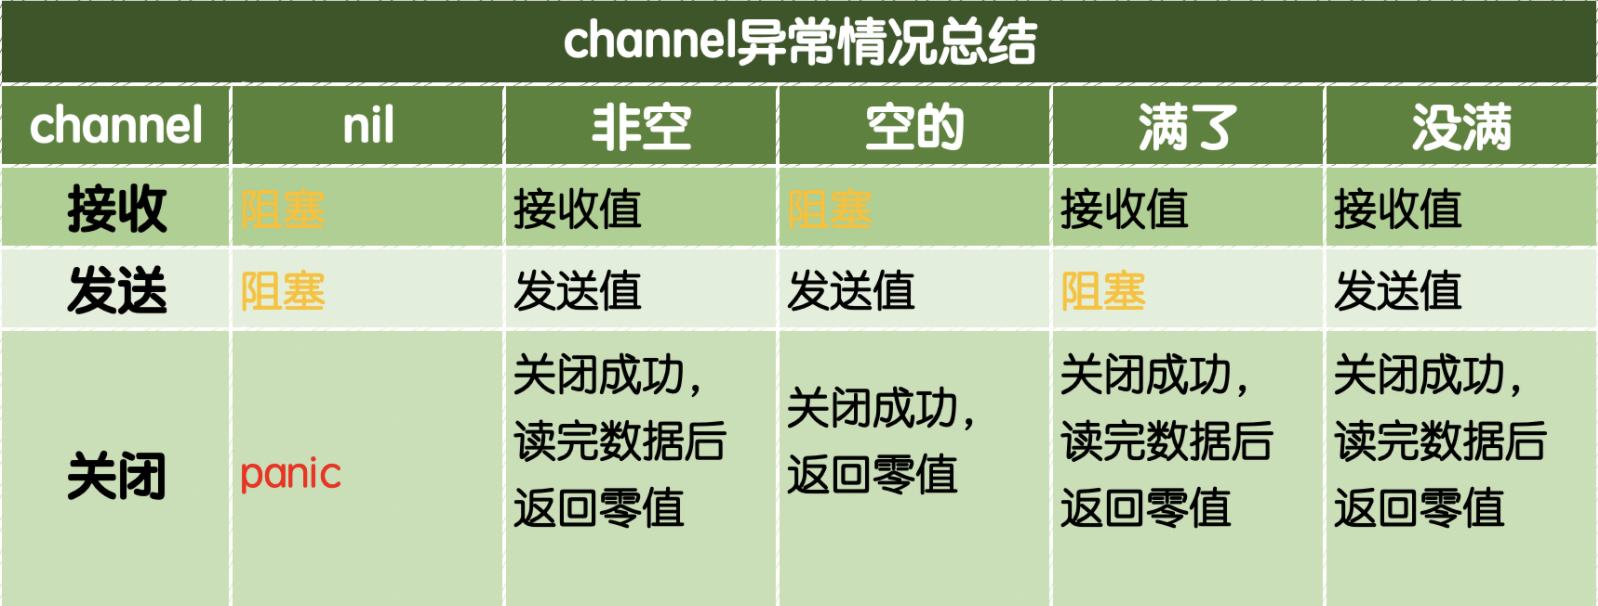 channel异常情况总结
channel nil 非空 空的 满了 没满
接收 阻塞 接收值 阻塞 接收值 接收值
发送 阻塞 发送值 发送值 阻塞 发送值
关闭 panic 关闭成功，读完数据后返回零值 关闭成功，返回零值 关闭成功，读完数据后返回零值 关闭成功，读完数据后返回零值